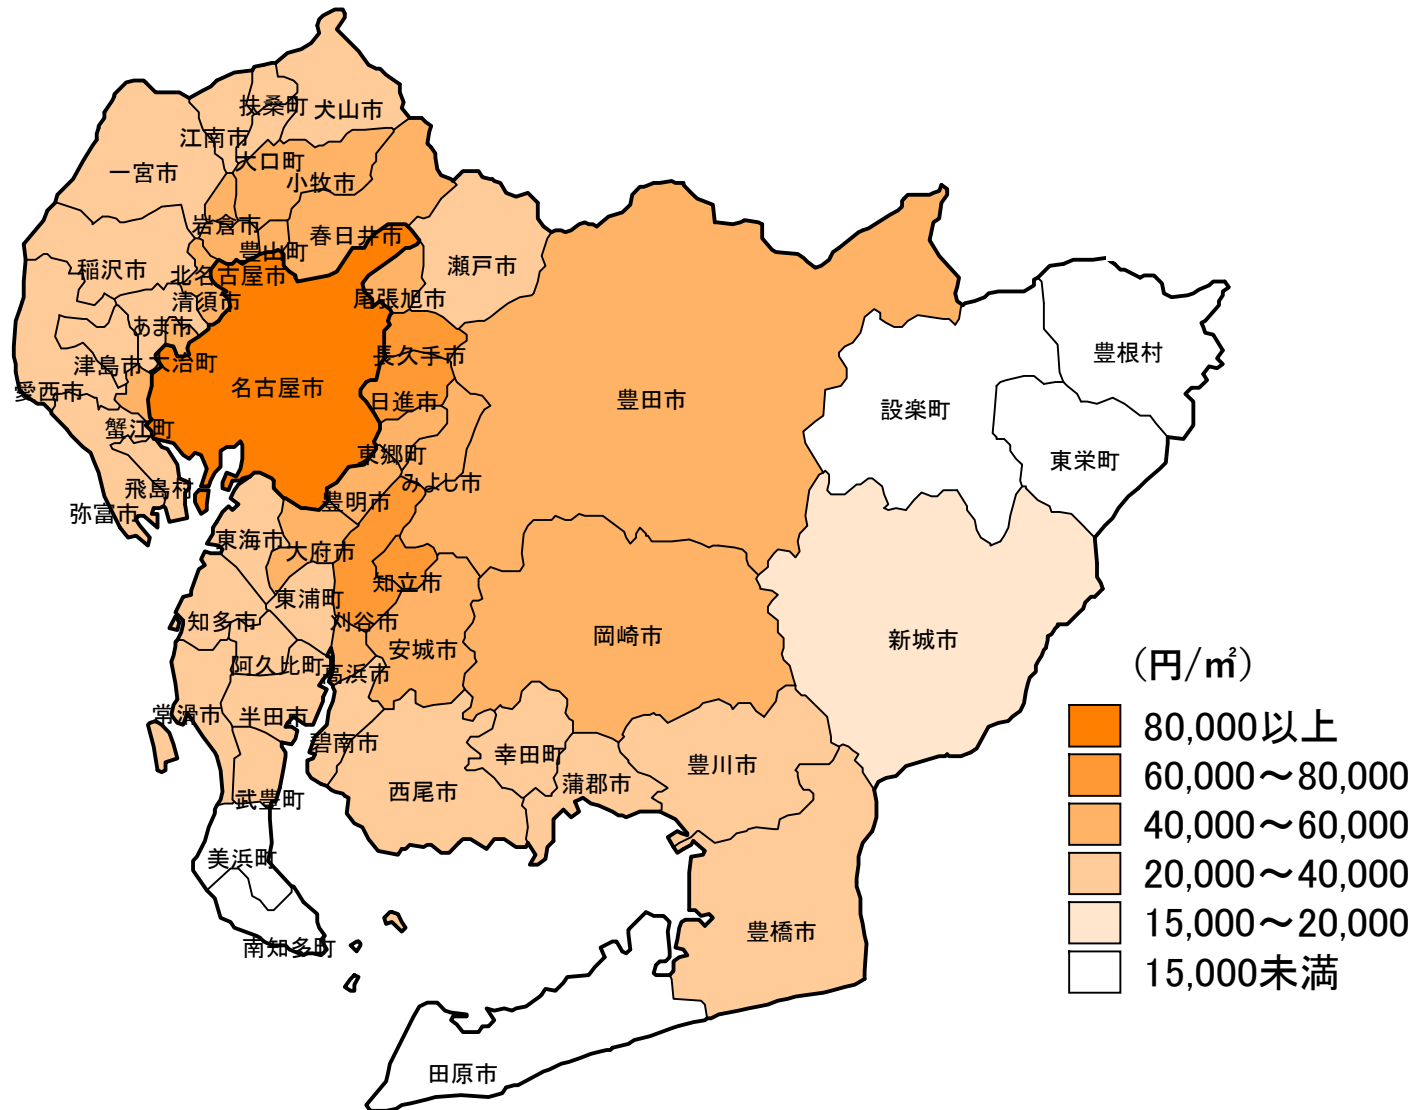 扶桑町
犬山市
江南市
大口町
一宮市
小牧市
岩倉市
春日井市
豊山町
稲沢市
北名古屋市
瀬戸市
清須市
尾張旭市
あま市
長久手市
豊根村
津島市
大治町
愛西市
名古屋市
日進市
豊田市
設楽町
蟹江町
東郷町
東栄町
みよし市
飛島村
豊明市
弥富市
東海市
大府市
知立市
東浦町
知多市
刈谷市
安城市
岡崎市
新城市
阿久比町
高浜市
常滑市
半田市
碧南市
幸田町
豊川市
西尾市
蒲郡市
武豊町
美浜町
南知多町
豊橋市
田原市
(円/㎡)
80,000以上
60,000～80,000
40,000～60,000
20,000～40,000
15,000～20,000
15,000未満